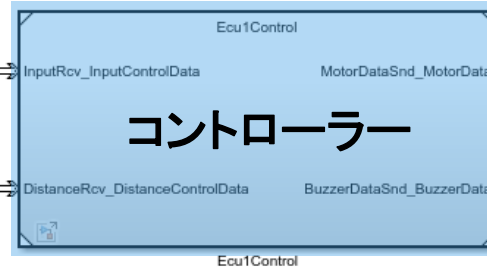 Ecu1Control
InputRcv_InputControlData MotorDataSnd_MotorData
コントローラー
DistanceRcv_DistanceControlData BuzzerDataSnd_BuzzerData
Ecu1Control